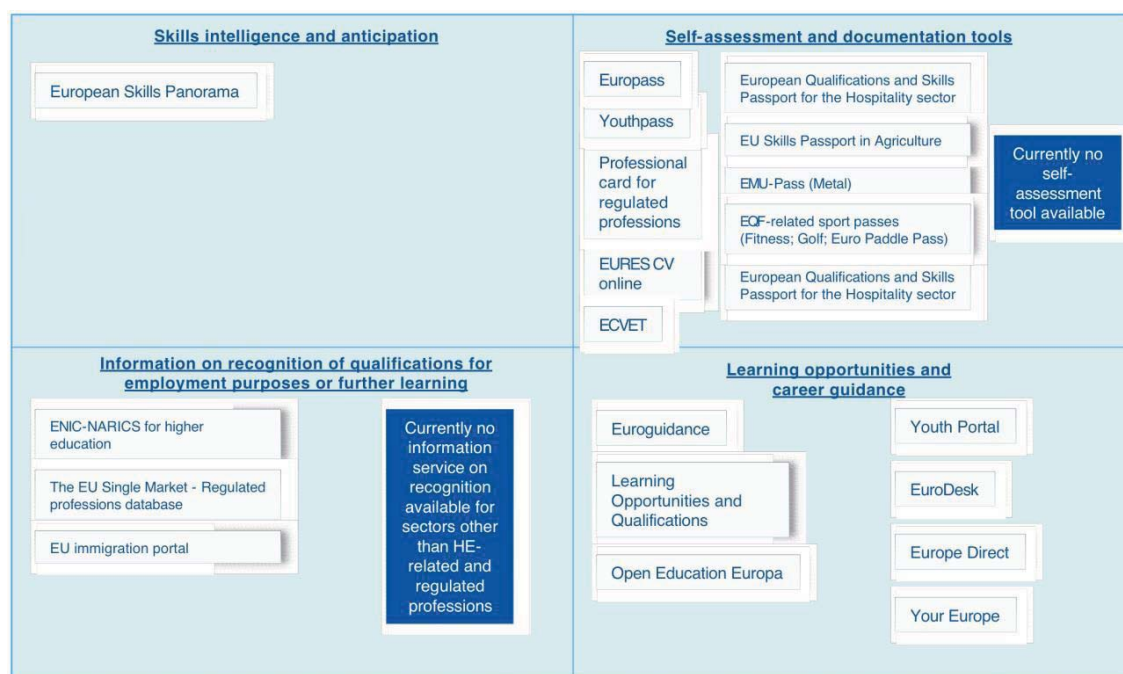 Skills intelligence and anticipation
European Skills Panorama
Self-assessment and documentation tools
Europass
Youthpass
Professional
card for
regulated
professions
EURES CV
online
ECVET
European Qualifications and Skills
Passport for the Hospitality sector
EU Skills Passport in Agriculture
EMU-Pass (Metal)
EQF-related sport passes
(Fitness; Golf; Euro Paddle Pass)
European Qualifications and Skills
Passport for the Hospitality sector
Currently no
self-
assessment
tool available
Information on recognition of qualifications for
employment purposes or further learning
ENIC-NARICS for higher
education
The EU Single Market - Regulated
professions database
EU immigration portal
Currently no
information
service on
recognition
available for
sectors other
than HE-
related and
regulated
professions
Learning opportunities and
career guidance
Euroguidance
Learning
Opportunities and
Qualifications
Open Education Europa
Youth Portal
EuroDesk
Europe Direct
Your Europe